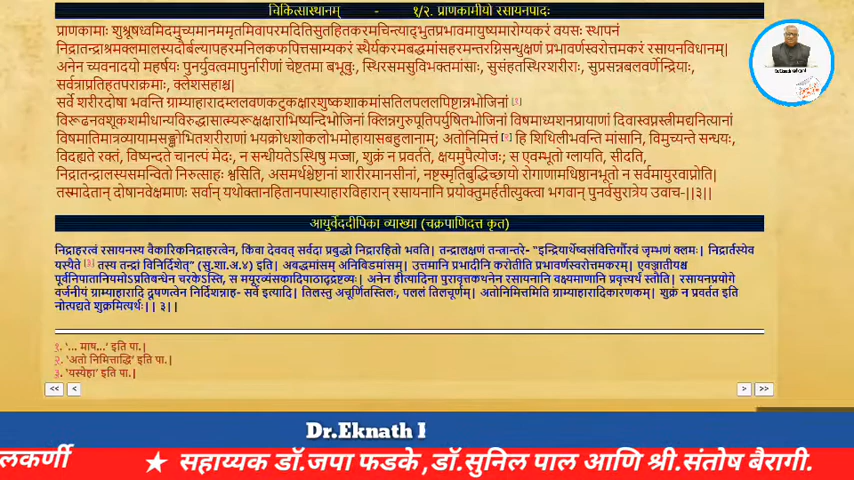 चिकित्सास्थानम् - १/२. प्राणकामीयो रसायनपादः
प्राणकामाः शुश्रूषध्वमिदमुच्यमानममृतमिवापरमदितिसुतहितकरमचिन्त्याद्भुतप्रभावमायुष्यमारोग्यकरं वयसः स्थापनं
निद्रातन्द्राश्रमक्लमालस्यदौर्बल्यापहरमनिलकफपित्तसाम्यकरं स्थैर्यकरमबद्धमांसहरमन्तरग्निसन्धुक्षणं प्रभावर्णस्वरोत्तमकरं रसायनविधानम्|
अनेन च्यवनादयो महर्षयः पुनर्युवत्वमापुर्नारीणां चेष्टतमा बभूवुः, स्थिरसमसुविभक्तमांसाः, सुसंहतस्थिरशरीराः, सुप्रसन्नबलवर्णेन्द्रियाः,
सर्वत्राप्रतिहतपराक्रमाः, क्लेशसहाश्च|
सर्वे शरीरदोषा भवन्ति ग्राम्याहारादम्ललवणकटुकक्षारशुष्कशाकमांसतिलपललपिष्टान्नभोजिनां [१]
विरूढनवशूकशमीधान्यविरुद्धासात्म्यरूक्षक्षाराभिष्यन्दिभोजिनां क्लिन्नगुरुपूतिपर्युषितभोजिनां विषमाध्यशनप्रायाणां दिवास्वप्नस्त्रीमद्यनित्यानां
विषमातिमात्रव्यायामसङ्क्षोभितशरीराणां भयक्रोधशोकलोभमोहायासबहुलानाम्; अतोनिमित्तं [२] हि शिथिलीभवन्ति मांसानि, विमुच्यन्ते सन्धयः,
विदह्यते रक्तं, विष्यन्दते चानल्पं मेदः, न सन्धीयतेऽस्थिषु मज्जा, शुक्रं न प्रवर्तते, क्षयमुपैत्योजः; स एवम्भूतो ग्लायति, सीदति,
निद्रातन्द्रालस्यसमन्वितो निरुत्साहः श्वसिति, असमर्थश्चेष्टानां शारीरमानसीनां, नष्टस्मृतिबुद्धिच्छायो रोगाणामधिष्ठानभूतो न सर्वमायुरवाप्नोति|
तस्मादेतान् दोषानवेक्षमाणः सर्वान् यथोक्तानहितानपास्याहारविहारान् रसायनानि प्रयोक्तुमर्हतीत्युक्त्वा भगवान् पुनर्वसुरात्रेय उवाच-||३||
आयुर्वेददीपिका व्याख्या (चक्रपाणिदत्त कृत)
निद्राहरत्वं रसायनस्य वैकारिकनिद्राहरत्वेन, किंवा देववत् सर्वदा प्रबुद्धो निद्रारहितो भवति| तन्द्रालक्षणं तन्त्रान्तरे- "इन्द्रियार्थेष्वसंवित्तिर्गौरवं जृम्भणं क्लमः| निद्रार्तस्येव
यस्यैते [३] तस्य तन्द्रां विनिर्दिशेत्" (सु.शा.अ.४) इति| अबद्धमांसम् अनिविडमांसम्| उत्तमानि प्रभादीनि करोतीति प्रभावर्णस्वरोत्तमकरम्| एवञ्जातीयश्च
पूर्वनिपातानियमोऽप्रतिबन्धेन चरकेऽस्ति, स मयूरव्यंसकादिपाठाद्द्रष्टव्यः| अनेन हीत्यादिना पुरावृत्तकथनेन रसायनानि वक्ष्यमाणानि प्रवृत्त्यर्थं स्तौति| रसायनप्रयोगे
वर्जनीयं ग्राम्याहारादि दूषणत्वेन निर्दिशन्नाह- सर्वे इत्यादि| तिलस्तु अचूर्णितस्तिलः, पललं तिलचूर्णम्| अतोनिमित्तमिति ग्राम्याहारादिकारणकम्| शुक्रं न प्रवर्तत इति
नोत्पद्यते शुक्रमित्यर्थः|| ३||
१. '... माष...' इति पा.|
२. 'अतो निमित्ताद्धि' इति पा.|
३. 'यस्येहा' इति पा.|
<< <
> >>
Dr.Eknath
लकर्णी ★ सहाय्यक डॉ.जपा फडके ,डॉ.सुनिल पाल आणि श्री.संतोष बैरागी.